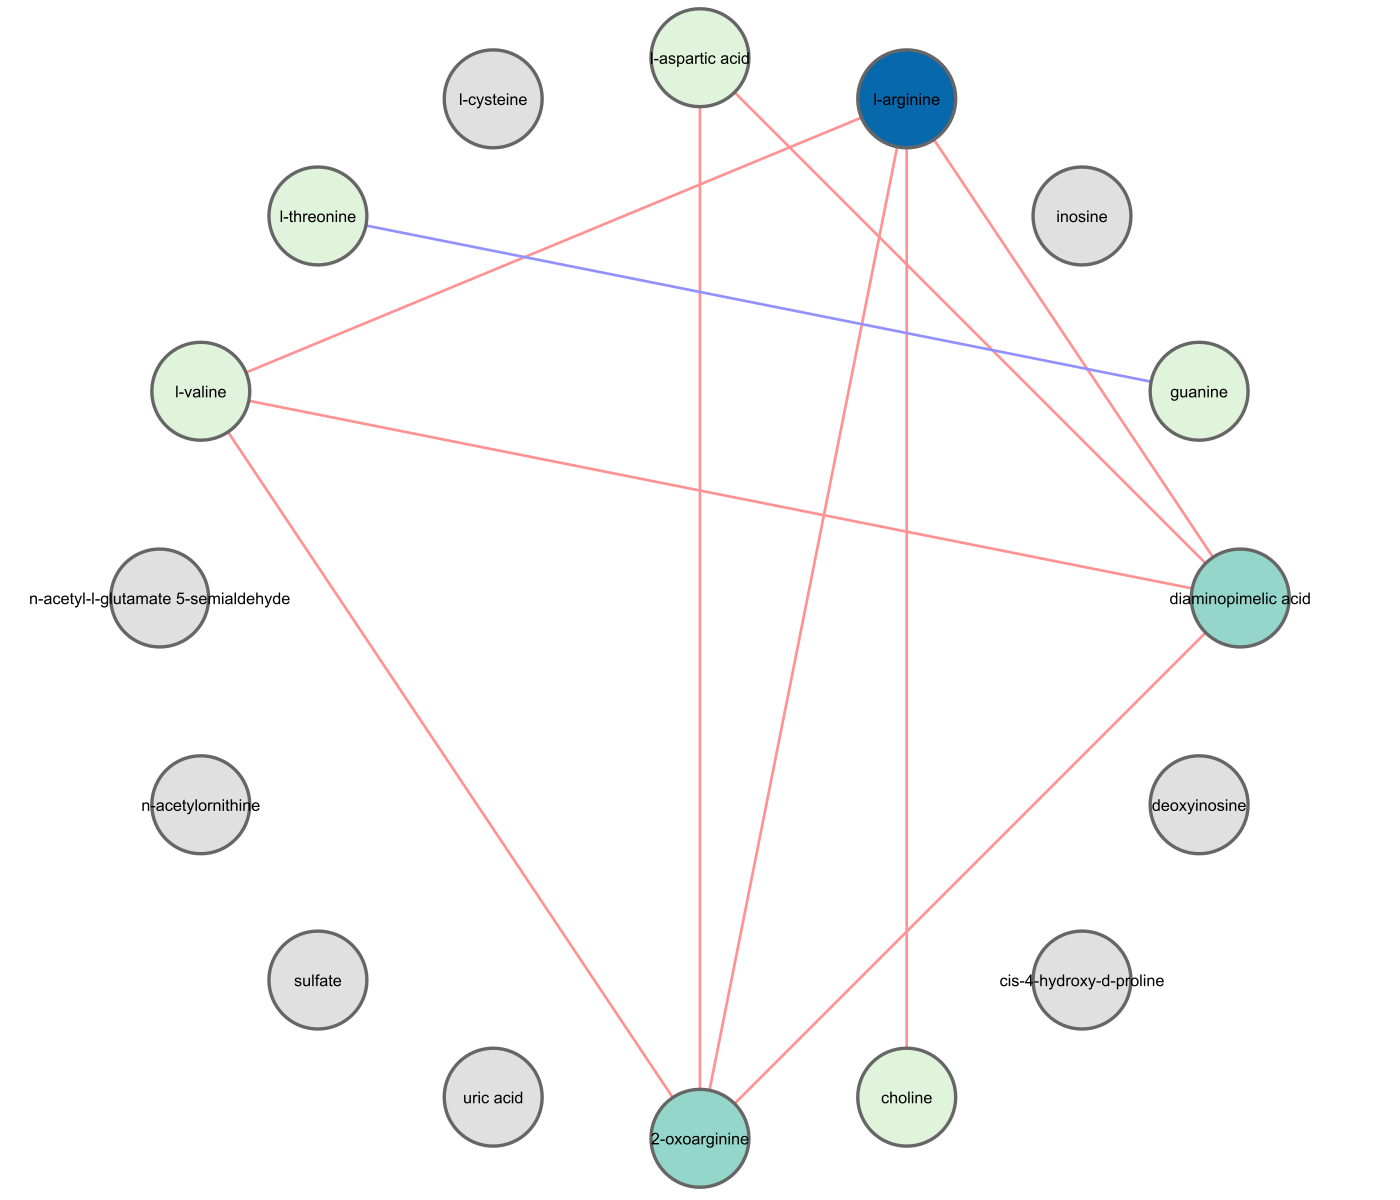 l-aspartic acid
l-cysteine
l-arginine
l-threonine
inosine
l-valine
guanine
n-acetyl-l-glutamate 5-semialdehyde
diaminopimelic acid
n-acetylornithine
deoxyinosine
sulfate
cis-4-hydroxy-d-proline
uric acid
choline
2-oxoarginine